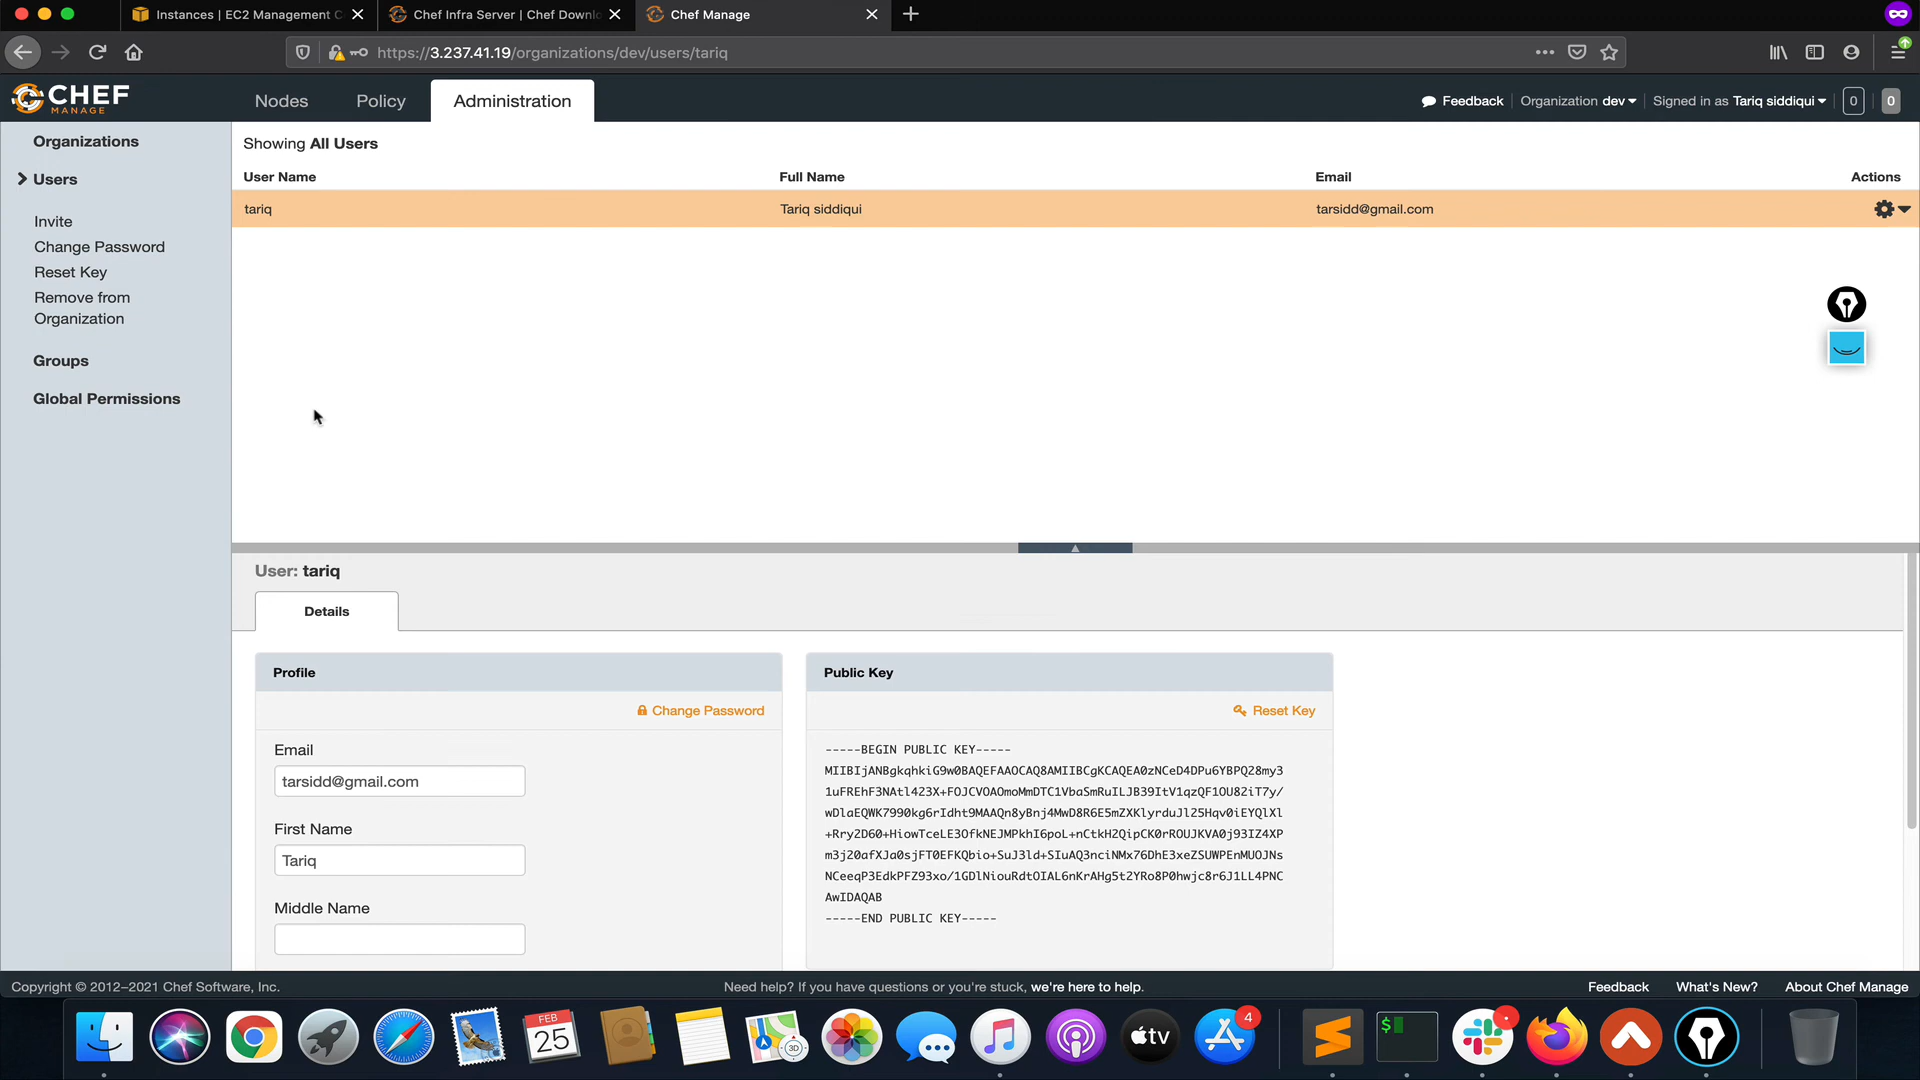 Instances | EC2 Management C
Chef Infra Server | Chef Downlo
Chef Manage
https://3.237.41.19/organizations/dev/users/tariq
CHEF
MANAGE
Nodes
Policy
Administration
Feedback
Organization dev
Signed in as Tariq siddiqui
0
0
Organizations
Users
Invite
Change Password
Reset Key
Remove from
Organization
Groups
Global Permissions
Showing All Users
User Name Full Name Email Actions
tariq Tariq siddiqui tarsidd@gmail.com
User: tariq
Details
Profile
Change Password
Email
tarsidd@gmail.com
First Name
Tariq
Middle Name
Public Key
Reset Key
-----BEGIN PUBLIC KEY-----
MIIBIjANBgkqhkiG9w0BAQEFAAOCAQ8AMIIBCgKCAQEA0zNCeD4DPu6YBPQ28my3
1uFREhF3NAtl423X+FOJCVOAOmoMmDTC1VbaSmRuILJB39ItV1qzQF1OU82iT7y/
wDlaEQWK7990kg6rIdht9MAAQn8yBnj4MwD8R6E5mZXKlyrduJl25Hqv0iEYQlXl
+Rry2D60+HiowTceLE3OfkNEJMPkhI6poL+nCtkH2QipCK0rROUJKVA0j93IZ4XP
m3j20afXJa0sjFT0EFKQbio+SuJ3ld+SIuAQ3nciNMx76DhE3xeZSUWPEnMUOJNs
NCeeqP3EdkPFZ93xo/1GDlNiouRdtOIAL6nKrAHg5t2YRo8P0hwjc8r6J1LL4PNC
AwIDAQAB
-----END PUBLIC KEY-----
Copyright © 2012–2021 Chef Software, Inc.
Need help? If you have questions or you're stuck, we're here to help.
Feedback
What's New?
About Chef Manage
FEB
25
3D
tv
4
$